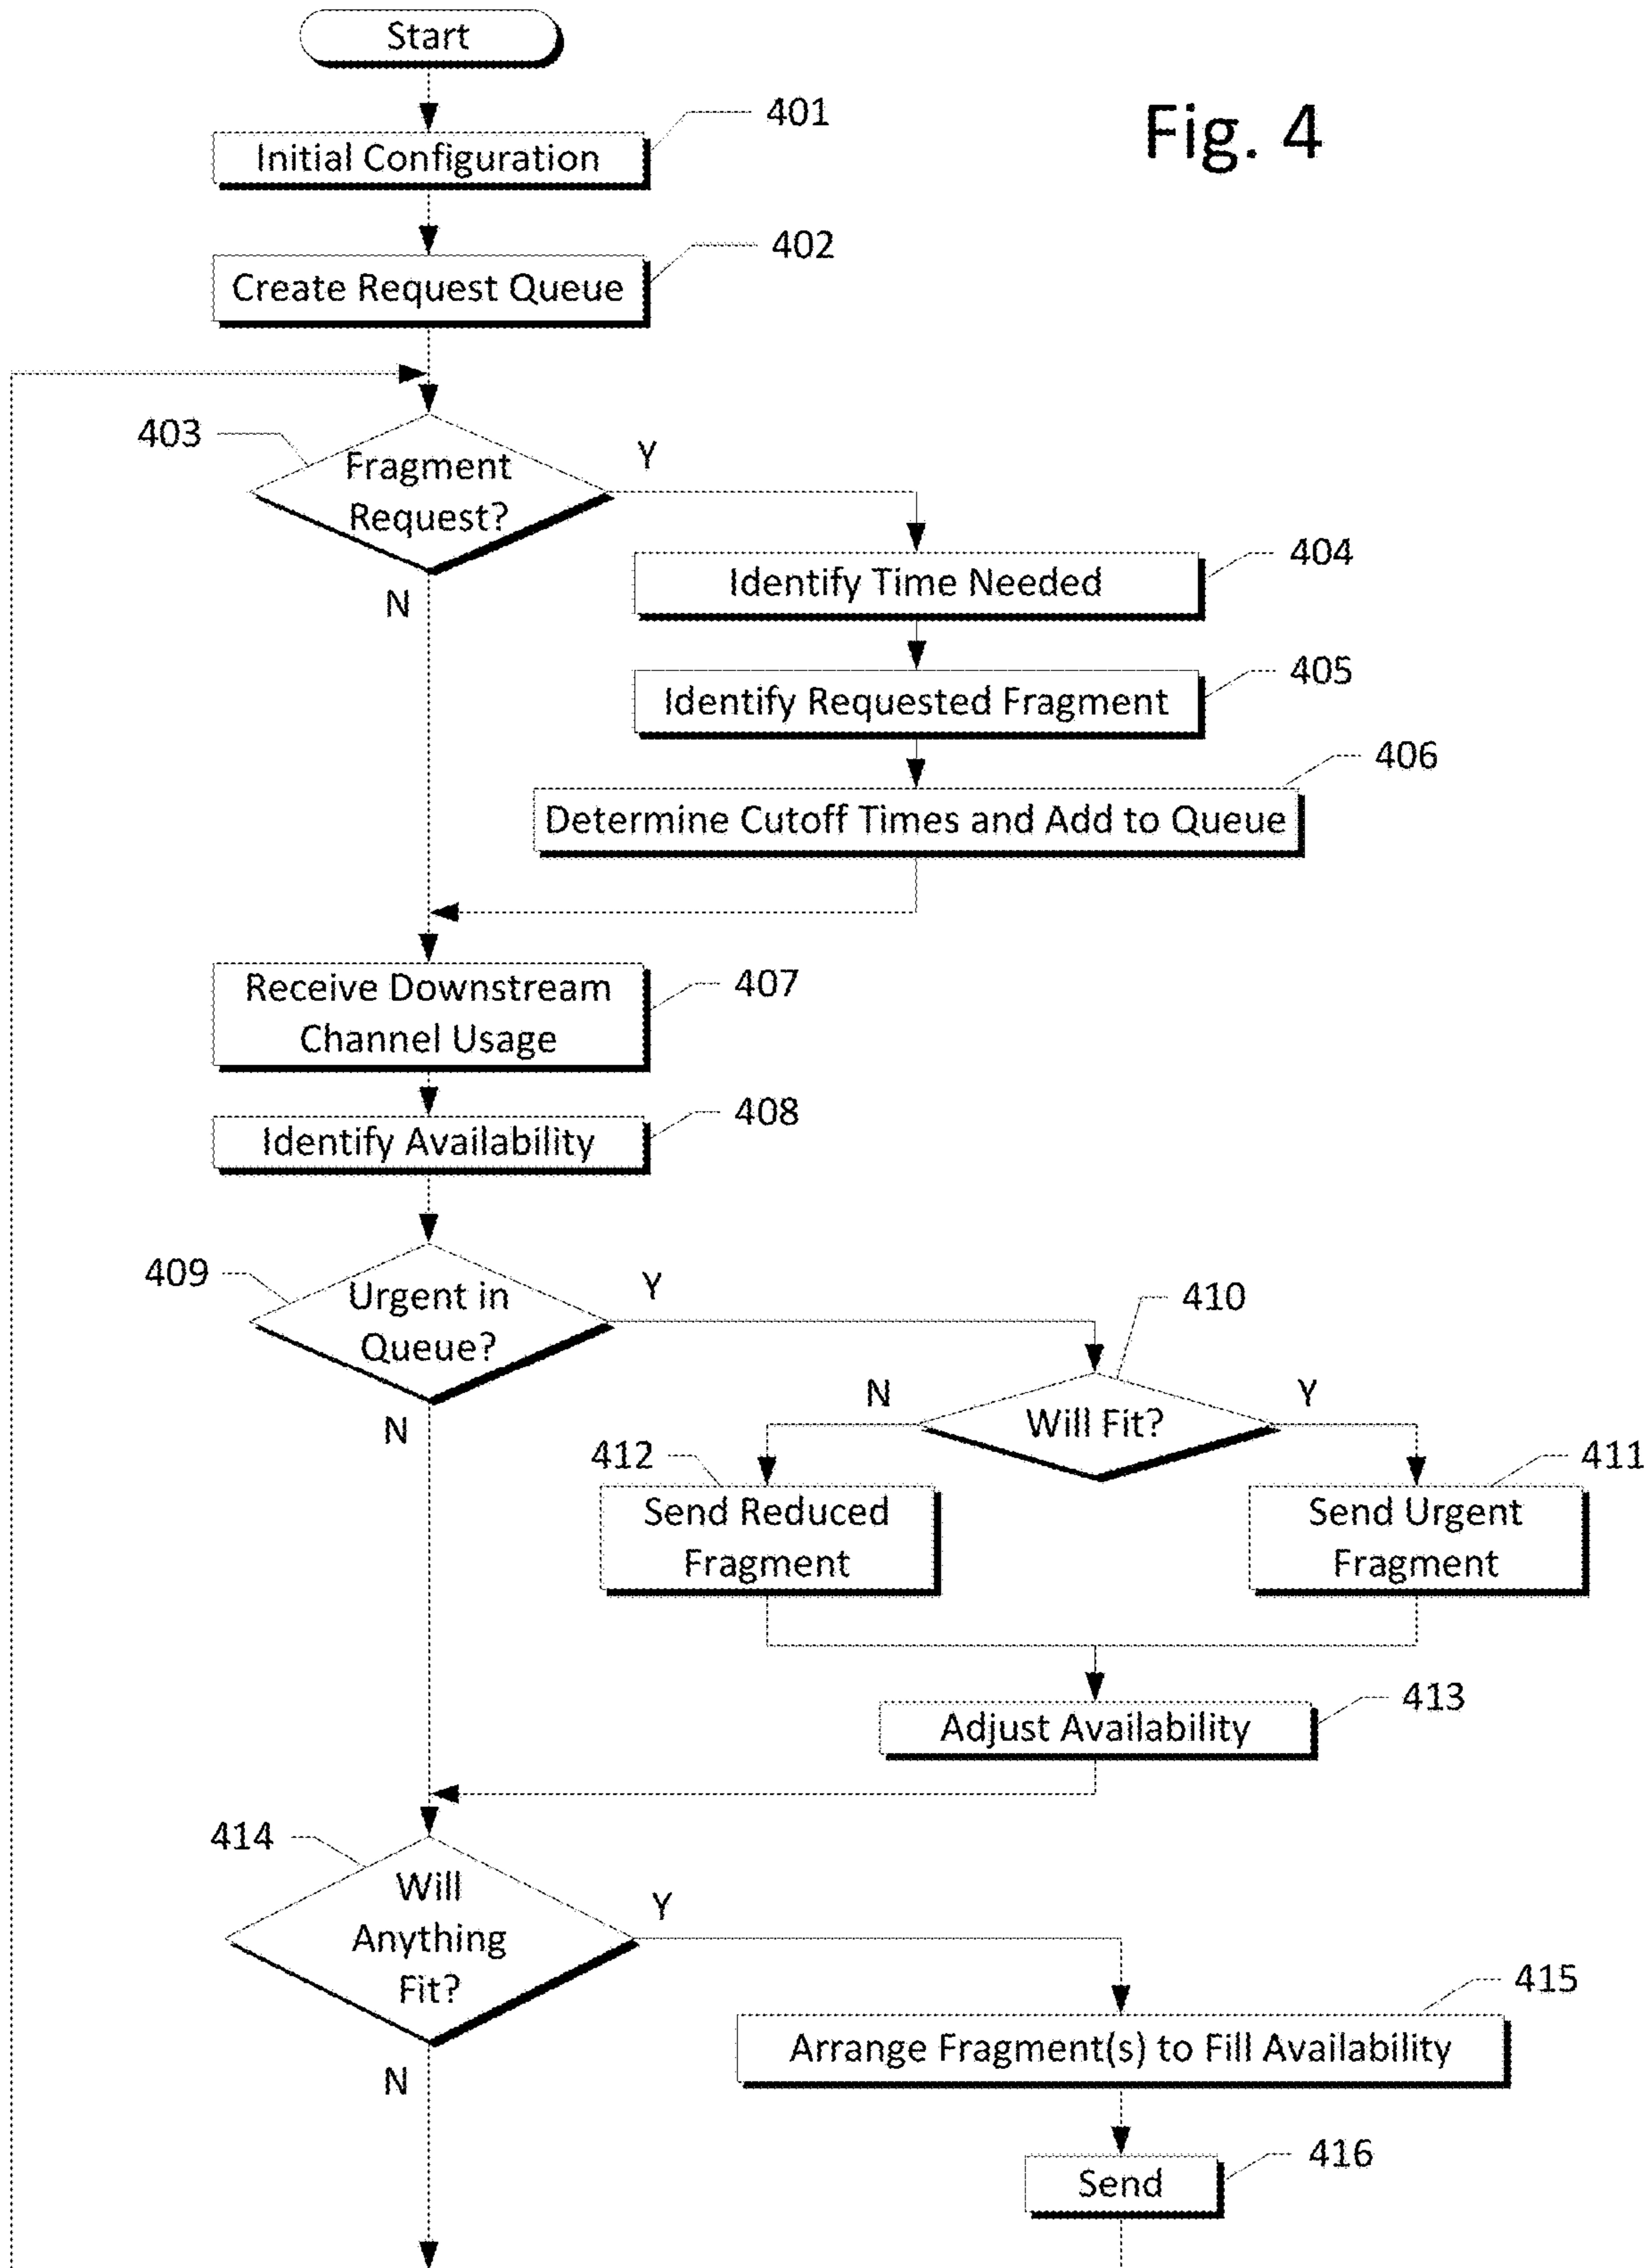 Start
Fig. 4
401
Initial Configuration
402
Create Request Queue
403
Fragment
Request?
Y
N
404
Identify Time Needed
405
Identify Requested Fragment
406
Determine Cutoff Times and Add to Queue
Receive Downstream
Channel Usage
407
408
Identify Availability
409
Urgent in
Queue?
Y
N
410
Will Fit?
N
Y
412
Send Reduced
Fragment
411
Send Urgent
Fragment
413
Adjust Availability
414
Will
Anything
Fit?
Y
N
415
Arrange Fragment(s) to Fill Availability
416
Send